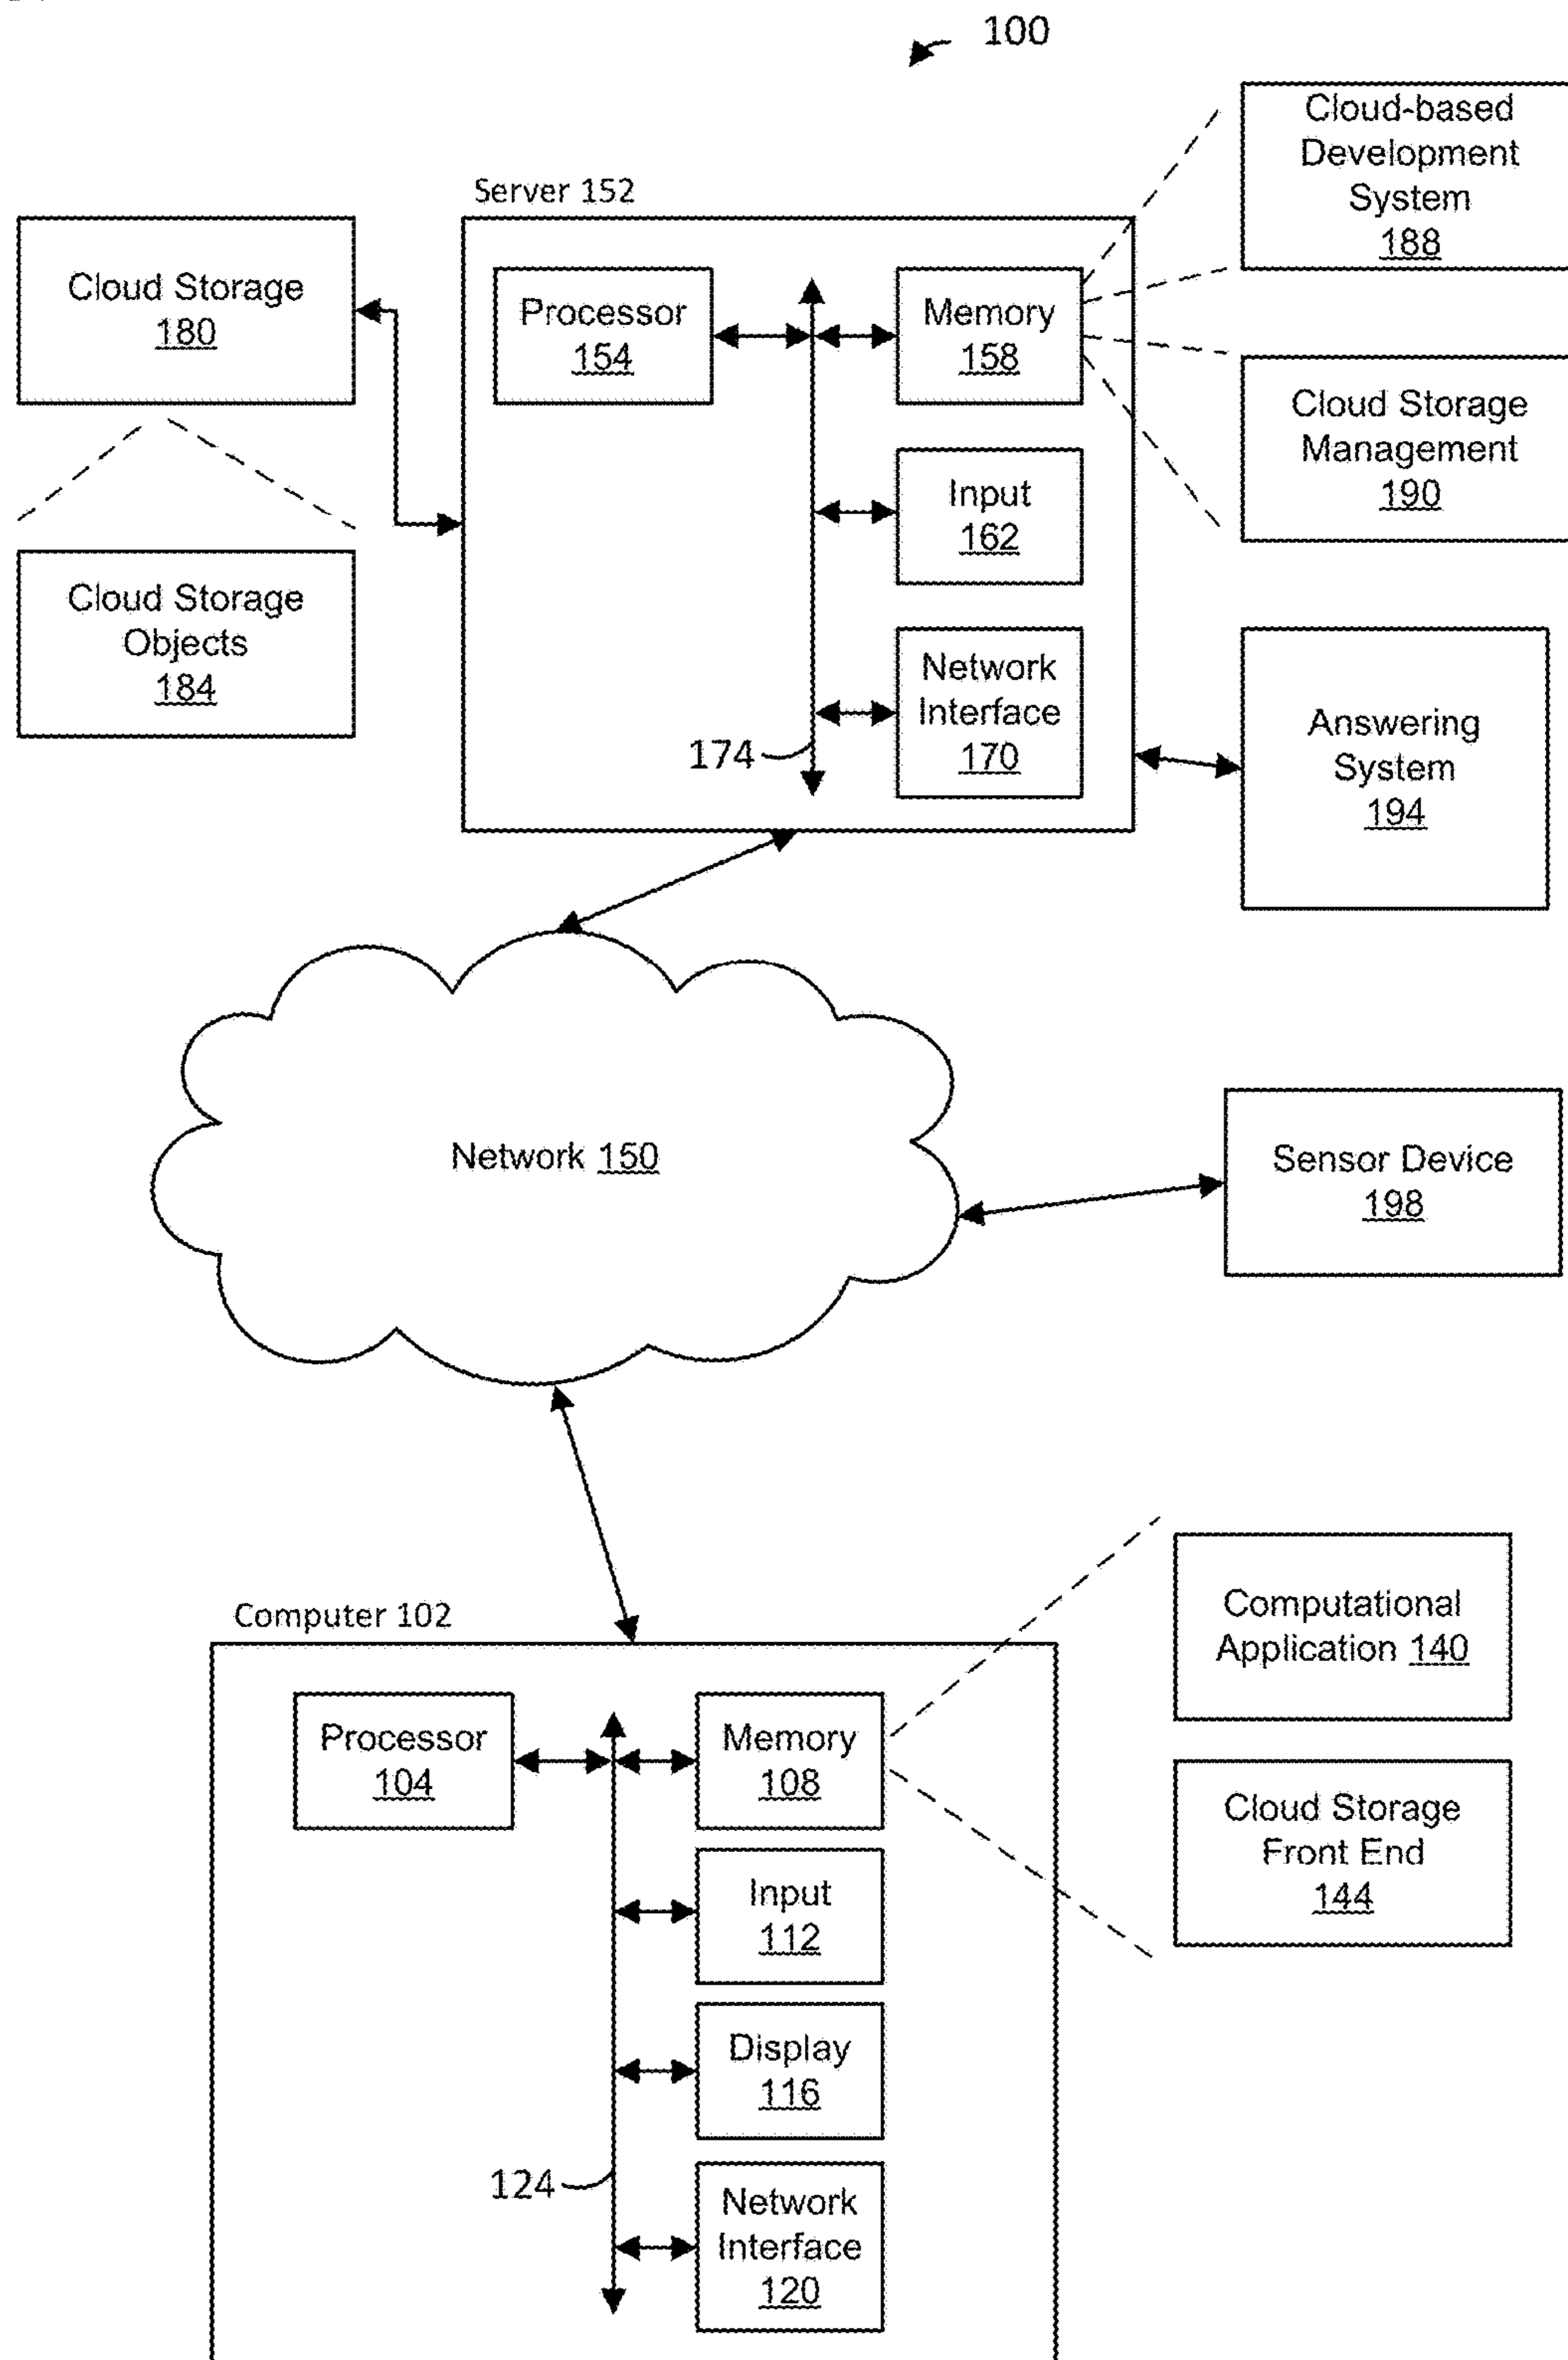 100
Cloud-based
Development
System
188
Server 152
Cloud Storage
180
Processor
154
Memory
158
Cloud Storage
Management
190
Input
162
Cloud Storage
Objects
184
Network
Interface
170
174
Answering
System
194
Network 150
Sensor Device
198
Computer 102
Computational
Application 140
Processor
104
Memory
108
Cloud Storage
Front End
144
Input
112
Display
116
124
Network
Interface
120